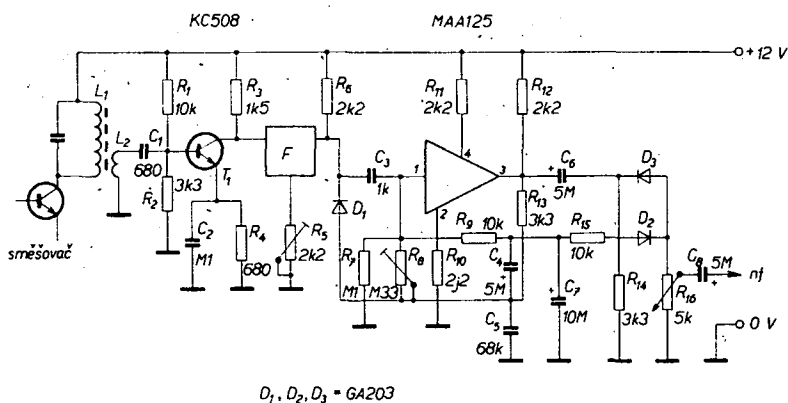 KC508 MAA125
+12 V
L1
L2
C1
680
R1
10k
R2
3k3
T1
R3
1k5
C2
M1
R4
680
F
R5
2k2
R6
2k2
D1
C3
1k
R7
M1
R8
M33
1
2
3
4
R9
10k
R10
2j2
R11
2k2
R12
2k2
R13
3k3
C4
5M
+
C5
68k
C6
+
5M
C7
+
10M
R15
10k
D3
D2
R14
3k3
R16
5k
C8
5M
+
nf
0 V
směšovač
D1, D2, D3 = GA203